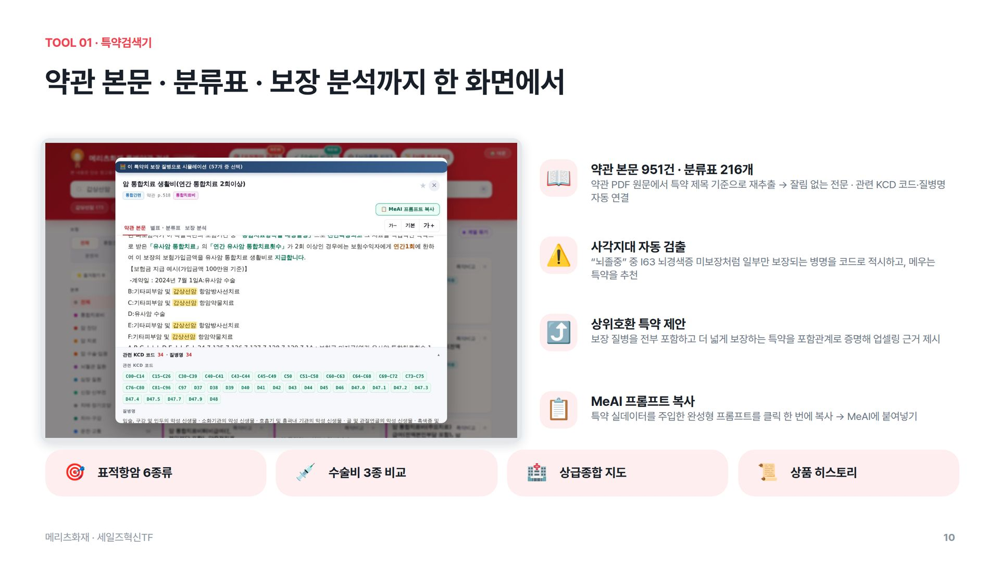 TOOL 01 · 특약검색기
약관 본문 · 분류표 · 보장 분석까지 한 화면에서
NEW
NEW
갑상선암
이 특약의 보장 질병으로 시뮬레이션 (57개 중 선택)
암 통합치료 생활비(연간 통합치료 2회이상)
★ ✕
통합간편 약관 p.518 통합치료비
MeAI 프롬프트 복사
약관 본문 별표 · 분류표 보장 분석
가− 기본 가+
로 받은「유사암 통합치료」의「연간 유사암 통합치료횟수」가 2회 이상인 경우에는 보험수익자에게 연간1회에 한하
여 이 보장의 보험가입금액을 유사암 통합치료 생활비로 지급합니다.
【보험금 지급 예시(가입금액 100만원 기준)】
-계약일 : 2024년 7월 1일A:유사암 수술
B:기타피부암 및 갑상선암 항암방사선치료
C:기타피부암 및 갑상선암 항암약물치료
D:유사암 수술
E:기타피부암 및 갑상선암 항암방사선치료
F:기타피부암 및 갑상선암 항암약물치료
관련 KCD 코드 34 · 질병명 34
관련 KCD 코드
C00~C14 C15~C26 C30~C39 C40~C41 C43~C44 C45~C49 C50 C51~C58 C60~C63 C64~C68 C69~C72 C73~C75
C76~C80 C81~C96 C97 D37 D38 D39 D40 D41 D42 D43 D44 D45 D46 D47.0 D47.1 D47.2 D47.3
D47.4 D47.5 D47.7 D47.9 D48
질병명
입술, 구강 및 인두의 악성 신생물 · 소화기관의 악성 신생물 · 호흡기 및 흉곽내 기관의 악성 신생물 · 골 및 관절연골의 악성 신생물 · 흑색종 및
약관 본문 951건 · 분류표 216개
약관 PDF 원문에서 특약 제목 기준으로 재추출 → 잘림 없는 전문 · 관련 KCD 코드·질병명
자동 연결
사각지대 자동 검출
“뇌졸중” 중 I63 뇌경색증 미보장처럼 일부만 보장되는 병명을 코드로 적시하고, 메우는
특약을 추천
상위호환 특약 제안
보장 질병을 전부 포함하고 더 넓게 보장하는 특약을 포함관계로 증명해 업셀링 근거 제시
MeAI 프롬프트 복사
특약 실데이터를 주입한 완성형 프롬프트를 클릭 한 번에 복사 → MeAI에 붙여넣기
표적항암 6종류
수술비 3종 비교
상급종합 지도
상품 히스토리
메리츠화재 · 세일즈혁신TF
10